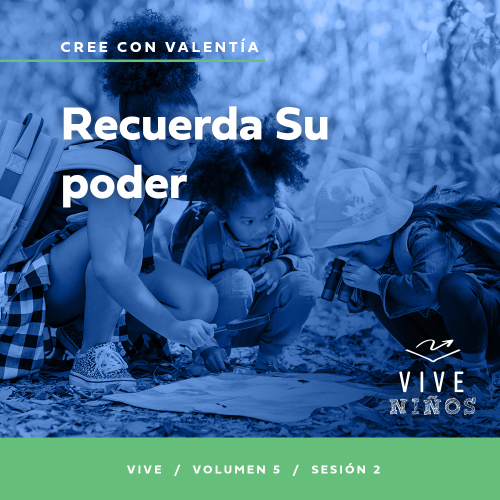 CREE CON VALENTÍA
Recuerda Su
poder
VIVE
NIÑOS
VIVE / VOLUMEN 5 / SESIÓN 2